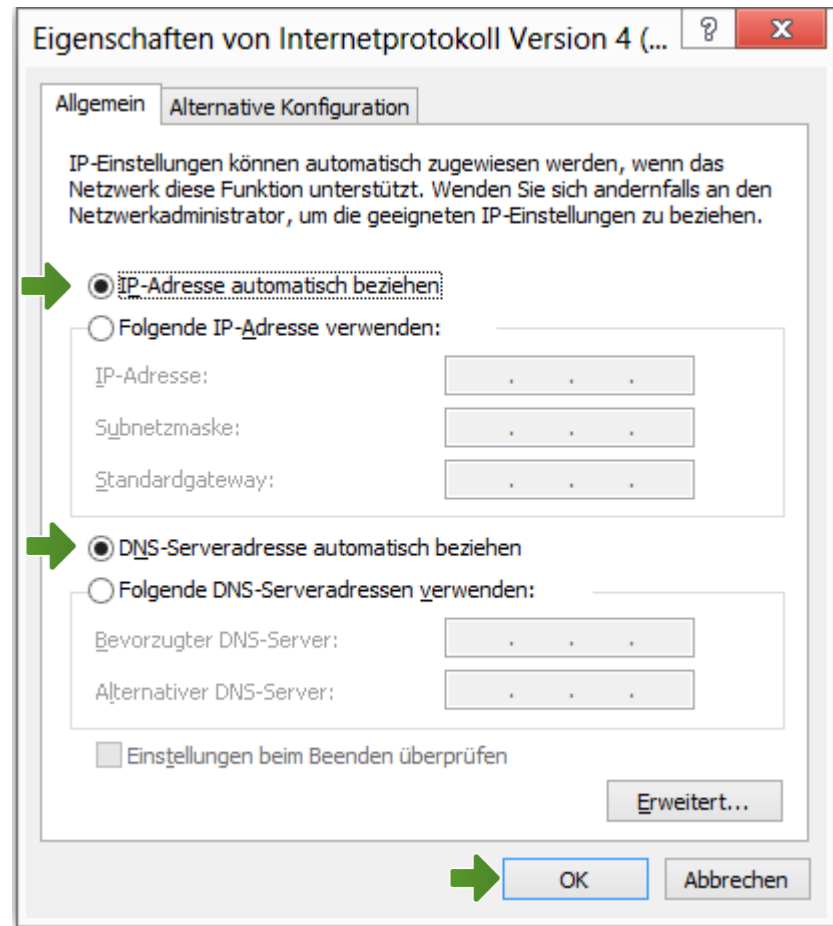 Eigenschaften von Internetprotokoll Version 4 (...
Allgemein
Alternative Konfiguration
IP-Einstellungen können automatisch zugewiesen werden, wenn das
Netzwerk diese Funktion unterstützt. Wenden Sie sich andernfalls an den
Netzwerkadministrator, um die geeigneten IP-Einstellungen zu beziehen.
IP-Adresse automatisch beziehen
Folgende IP-Adresse verwenden:
IP-Adresse:
Subnetzmaske:
Standardgateway:
DNS-Serveradresse automatisch beziehen
Folgende DNS-Serveradressen verwenden:
Bevorzugter DNS-Server:
Alternativer DNS-Server:
Einstellungen beim Beenden überprüfen
Erweitert...
OK
Abbrechen